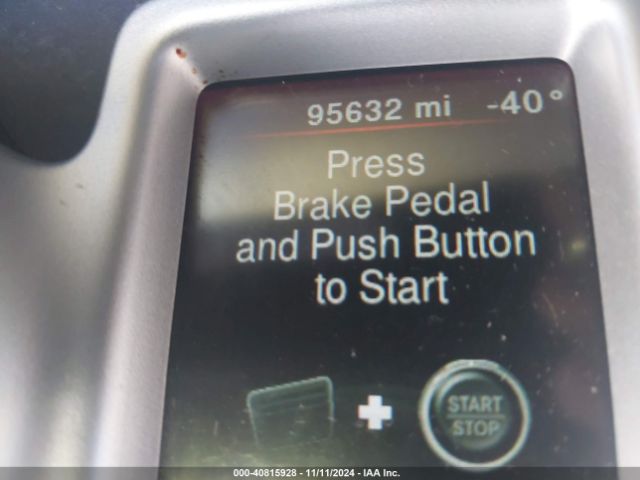 95632 mi -40°
Press
Brake Pedal
and Push Button
to Start
START
STOP
000-40815928 - 11/11/2024 - IAA Inc.